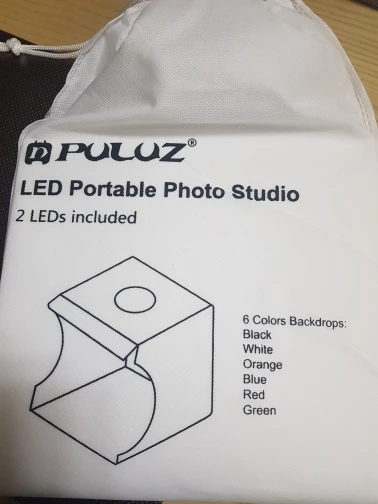 PULUZ®
LED Portable Photo Studio
2 LEDs included
6 Colors Backdrops:
Black
White
Orange
Blue
Red
Green